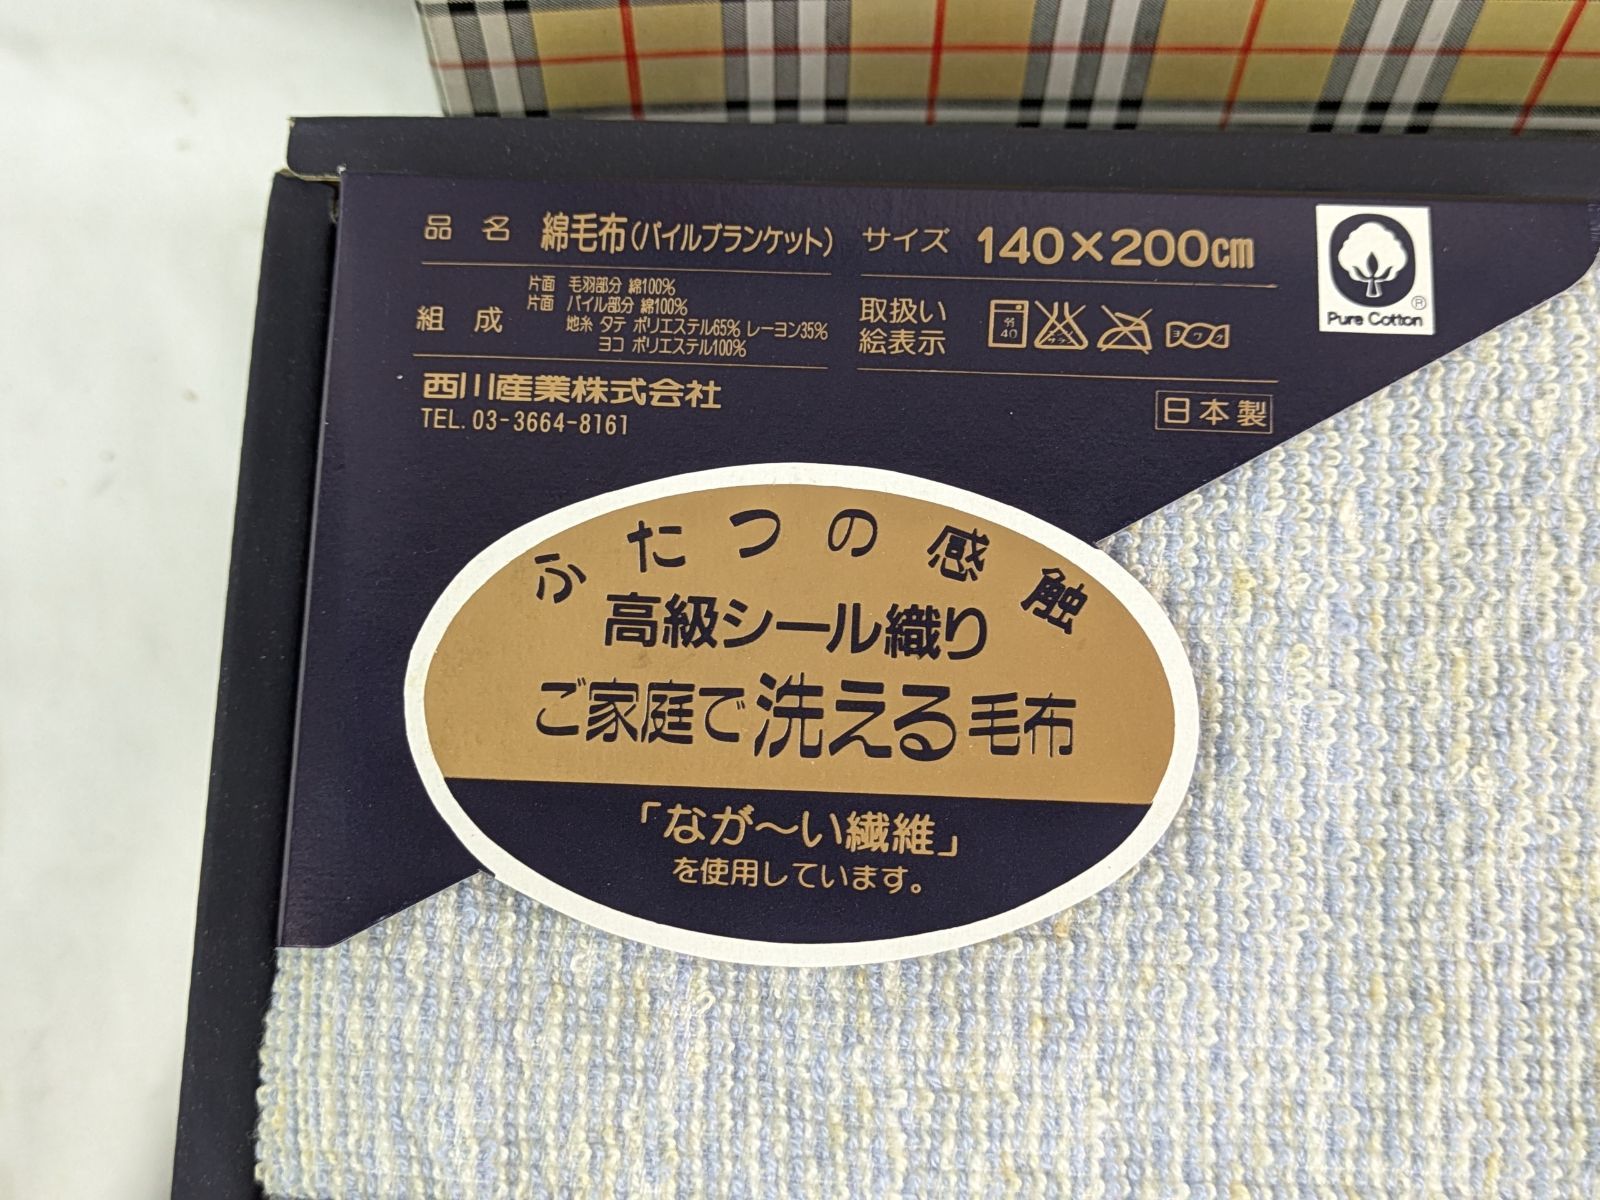 品名 綿毛布(パイルブランケット)
サイズ 140×200cm
組成 片面 毛羽部分 綿100%
片面 パイル部分 綿100%
地糸 タテ ポリエステル65% レーヨン35%
ヨコ ポリエステル100%
取扱い
絵表示
40
Pure Cotton
®
西川産業株式会社
TEL. 03-3664-8161
日本製
ふたつの感触
高級シール織り
ご家庭で洗える毛布
「なが〜い繊維」
を使用しています。